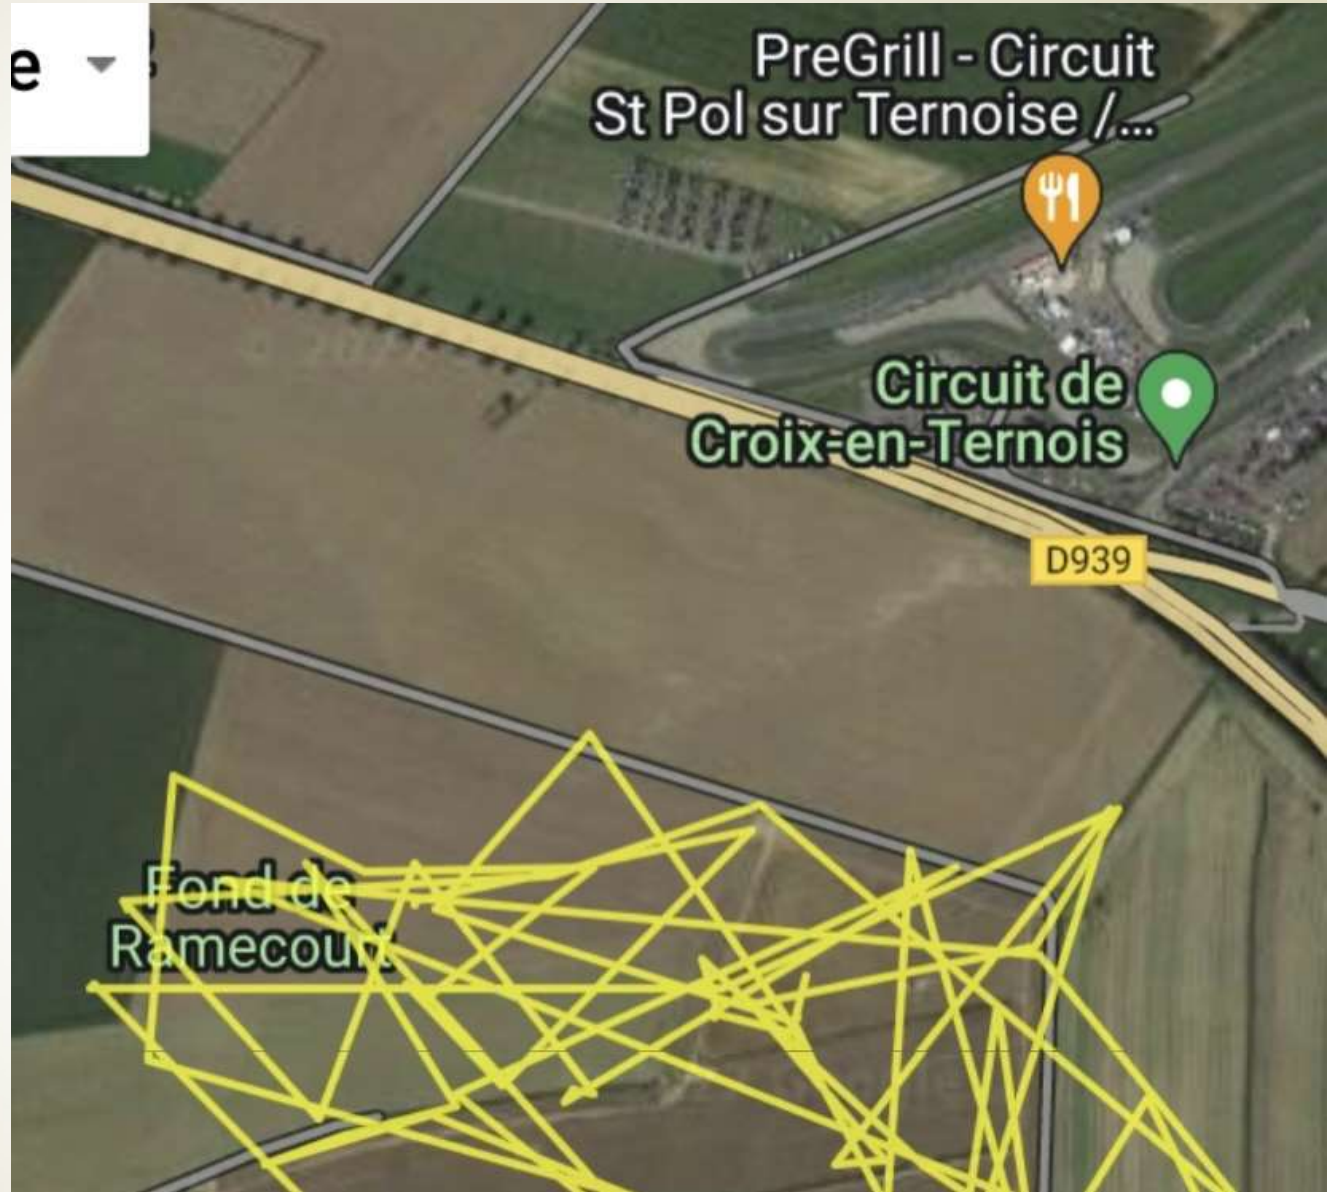 e
PreGrill - Circuit
St Pol sur Ternoise /...
Circuit de
Croix-en-Ternois
D939
Fond de
Ramecourt